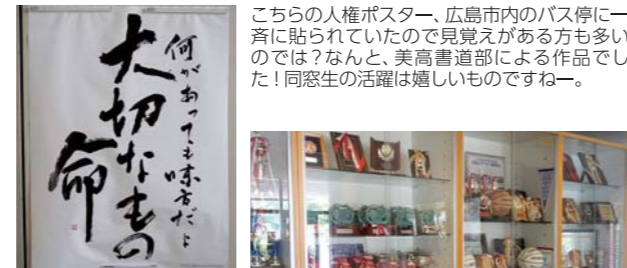 こちらの人権ポスター、広島市内のバス停に一
斉に貼られていたので見覚えがある方も多い
のでは？なんと、美高書道部による作品でし
た！同窓生の活躍は嬉しいものですねー。
何があっても味方だよ
大切なもの
命